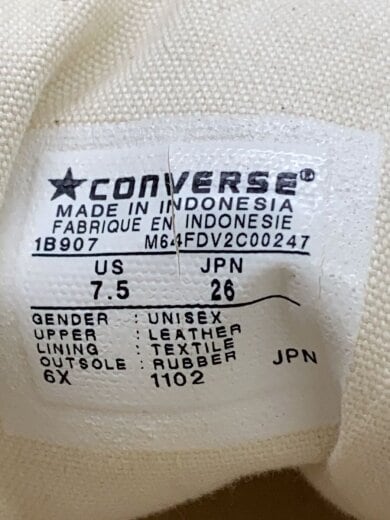 ★CONVERSE®
MADE IN INDONESIA
FABRIQUE EN INDONESIE
1B907 M64FDV2C00247
US JPN
7.5 26
GENDER : UNISEX
UPPER : LEATHER
LINING : TEXTILE
OUTSOLE : RUBBER JPN
6X 1102